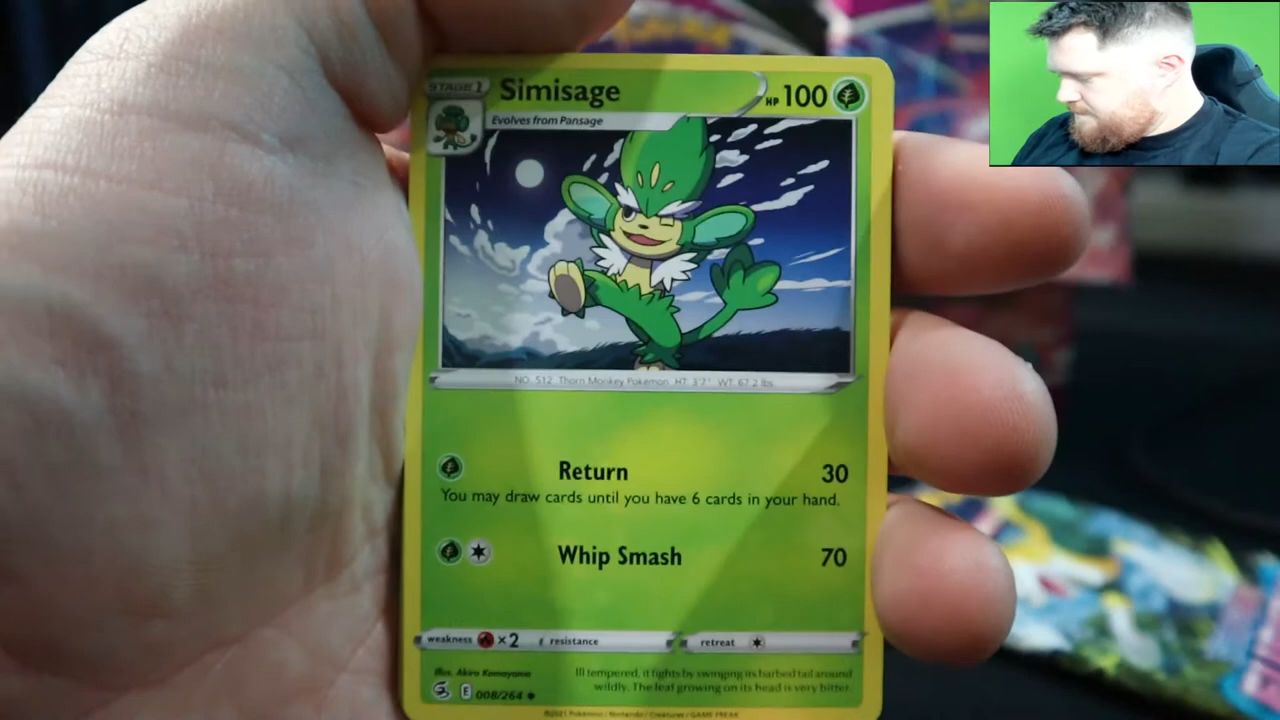 STAGE 1 Simisage HP 100
Evolves from Pansage
NO. 512 Thorn Monkey Pokémon HT: 3'7" WT: 67.2 lbs.
Return 30
You may draw cards until you have 6 cards in your hand.
Whip Smash 70
weakness ×2 resistance retreat
Illus. Akira Komayama
Ill tempered, it fights by swinging its barbed tail around
wildly. The leaf growing on its head is very bitter.
E 008/264
©2021 Pokémon / Nintendo / Creatures / GAME FREAK